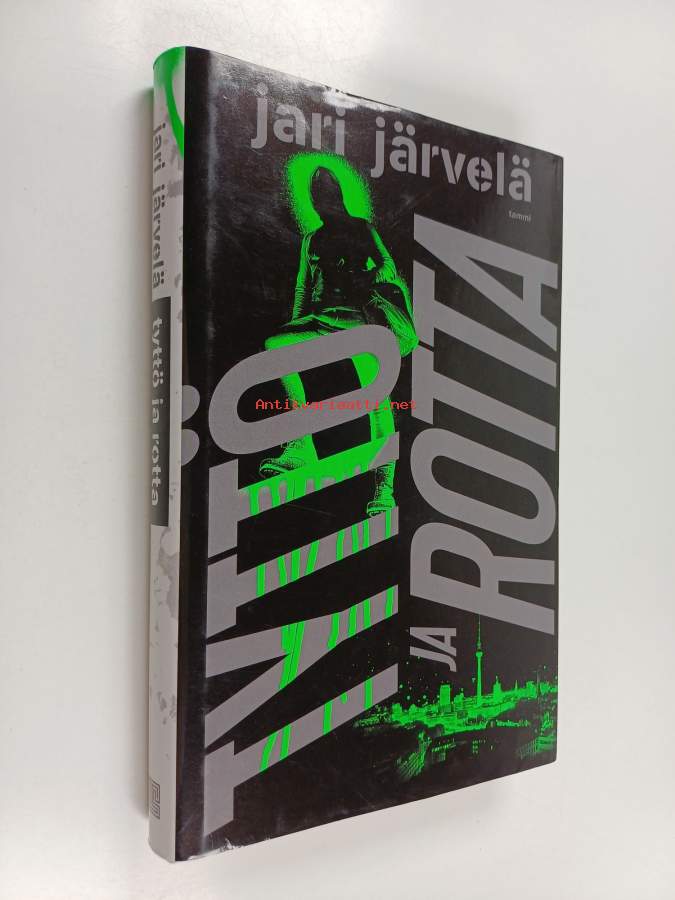 jari järvelä
tammi
TYTTÖ
JA
ROTTA
jari järvelä
tyttö ja rotta
Antikvariaatti.net